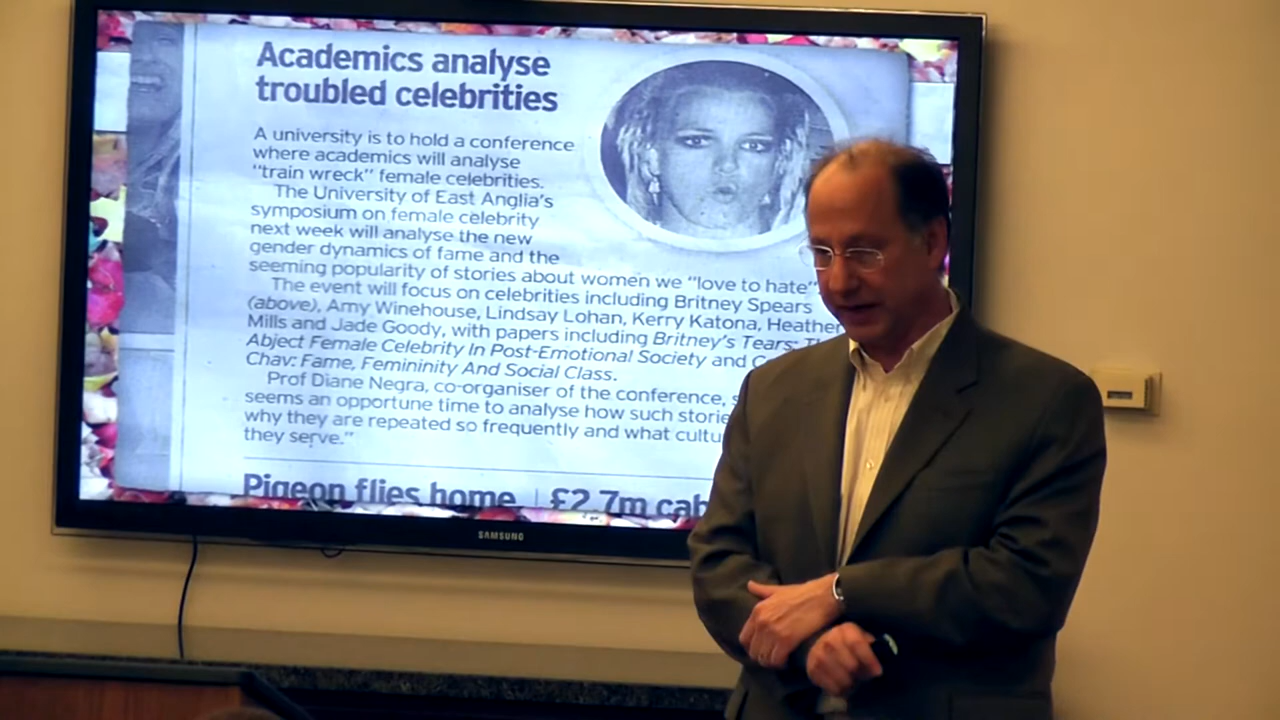 Academics analyse
troubled celebrities
A university is to hold a conference
where academics will analyse
"train wreck" female celebrities.
The University of East Anglia's
symposium on female celebrity
next week will analyse the new
gender dynamics of fame and the
seeming popularity of stories about women we "love to hate"
The event will focus on celebrities including Britney Spears
(above), Amy Winehouse, Lindsay Lohan, Kerry Katona, Heather
Mills and Jade Goody, with papers including Britney's Tears:
Abject Female Celebrity In Post-Emotional Society and
Chav: Fame, Femininity And Social Class.
Prof Diane Negra, co-organiser of the conference,
seems an opportune time to analyse how such
why they are repeated so frequently and what
they serve."
Pigeon flies home
£2.7m
SAMSUNG